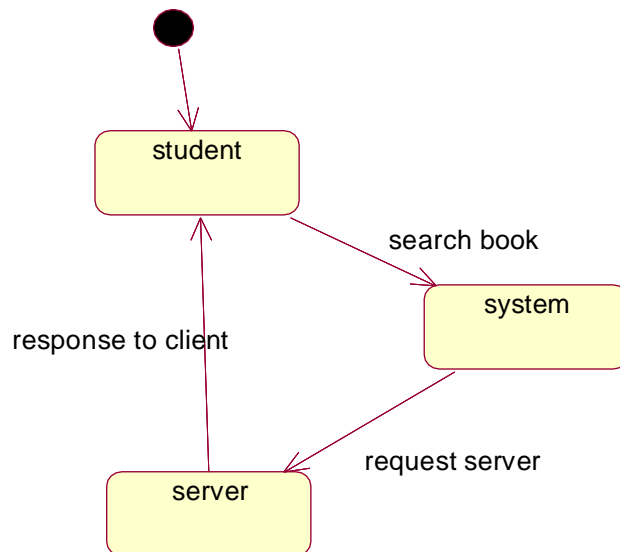 student
search book
system
response to client
request server
server